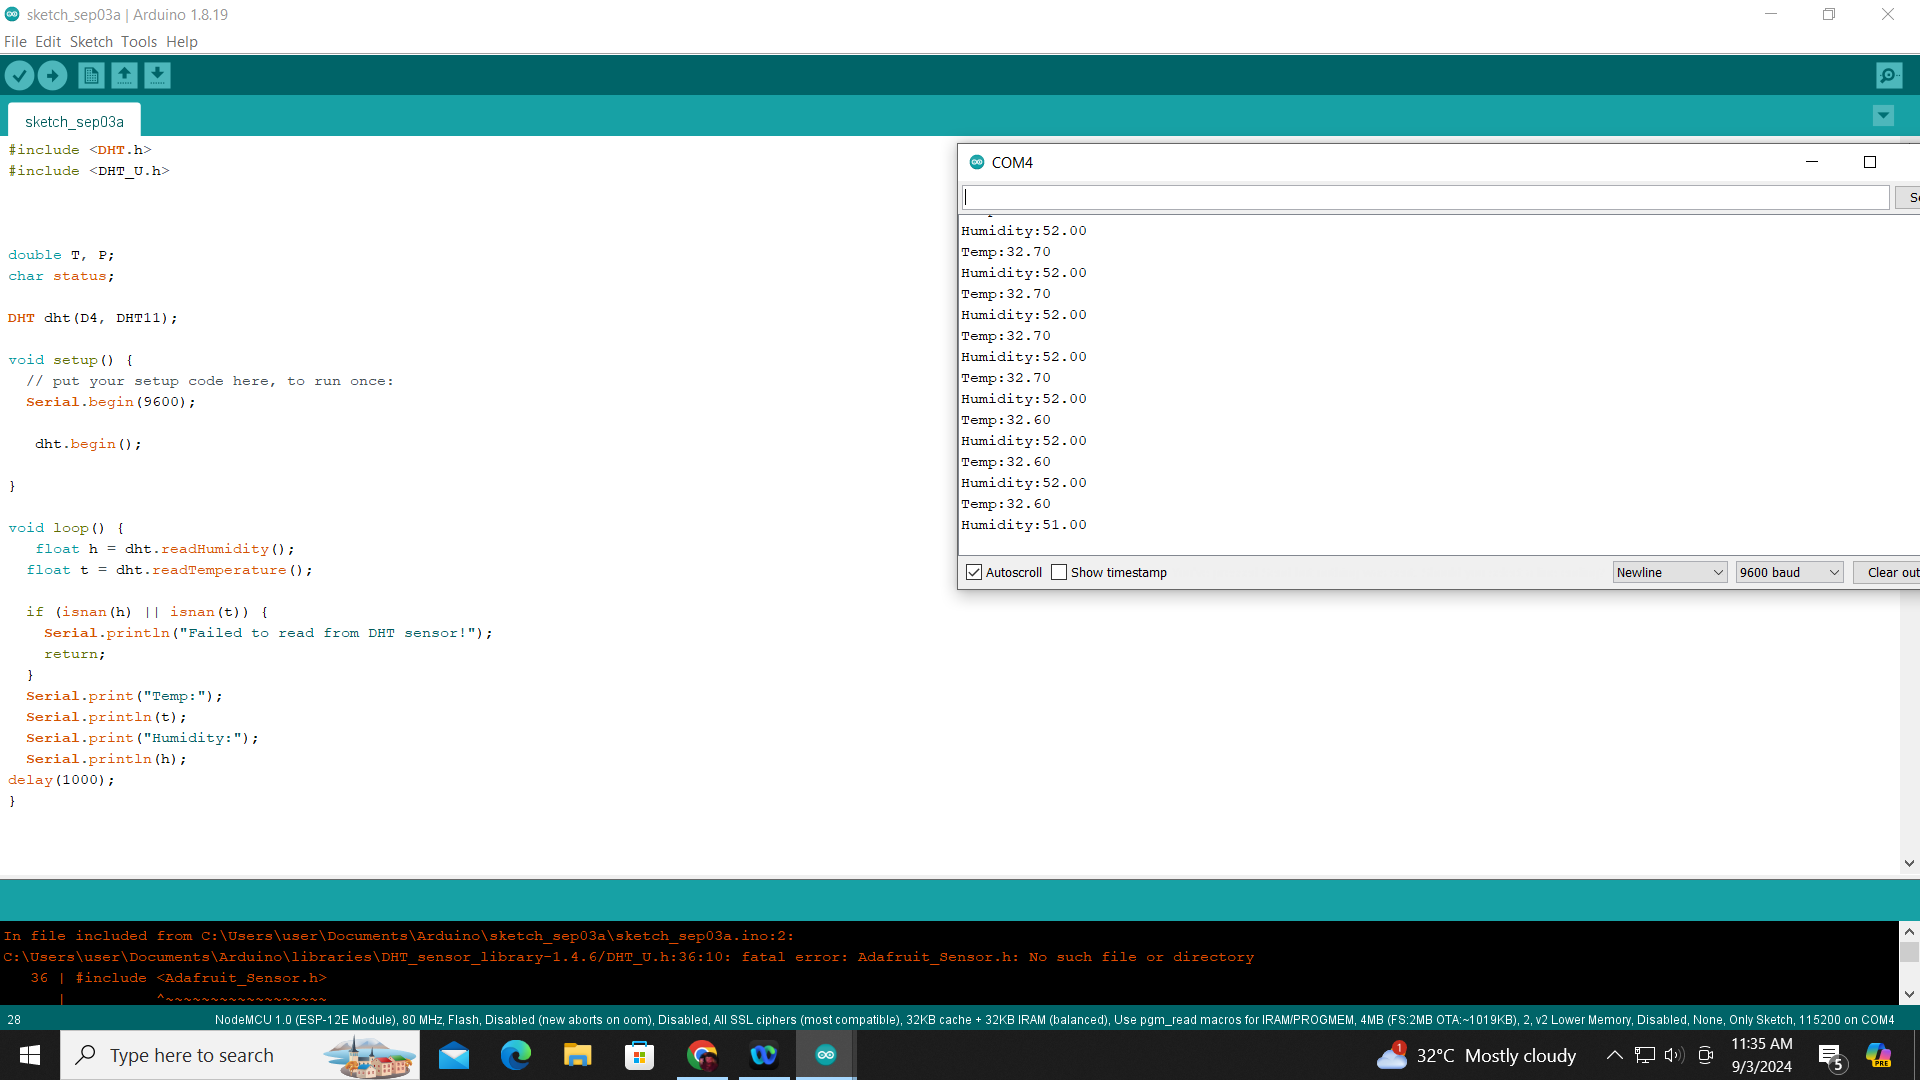 sketch_sep03a | Arduino 1.8.19
File Edit Sketch Tools Help
sketch_sep03a
#include <DHT.h>
#include <DHT_U.h>
double T, P;
char status;
DHT dht(D4, DHT11);
void setup() {
// put your setup code here, to run once:
Serial.begin(9600);
dht.begin();
}
void loop() {
float h = dht.readHumidity();
float t = dht.readTemperature();
if (isnan(h) || isnan(t)) {
Serial.println("Failed to read from DHT sensor!");
return;
}
Serial.print("Temp:");
Serial.println(t);
Serial.print("Humidity:");
Serial.println(h);
delay(1000);
}
COM4
Humidity:52.00
Temp:32.70
Humidity:52.00
Temp:32.70
Humidity:52.00
Temp:32.70
Humidity:52.00
Temp:32.70
Humidity:52.00
Temp:32.60
Humidity:52.00
Temp:32.60
Humidity:52.00
Temp:32.60
Humidity:51.00
Autoscroll Show timestamp Newline 9600 baud Clear out
In file included from C:\Users\user\Documents\Arduino\sketch_sep03a\sketch_sep03a.ino:2:
C:\Users\user\Documents\Arduino\libraries\DHT_sensor_library-1.4.6/DHT_U.h:36:10: fatal error: Adafruit_Sensor.h: No such file or directory
36 | #include <Adafruit_Sensor.h>
| ^~~~~~~~~~~~~~~~~~~
28 NodeMCU 1.0 (ESP-12E Module), 80 MHz, Flash, Disabled (new aborts on oom), Disabled, All SSL ciphers (most compatible), 32KB cache + 32KB IRAM (balanced), Use pgm_read macros for IRAM/PROGMEM, 4MB (FS:2MB OTA:~1019KB), 2, v2 Lower Memory, Disabled, None, Only Sketch, 115200 on COM4
Type here to search
1
32°C Mostly cloudy
11:35 AM
9/3/2024
5
PRE